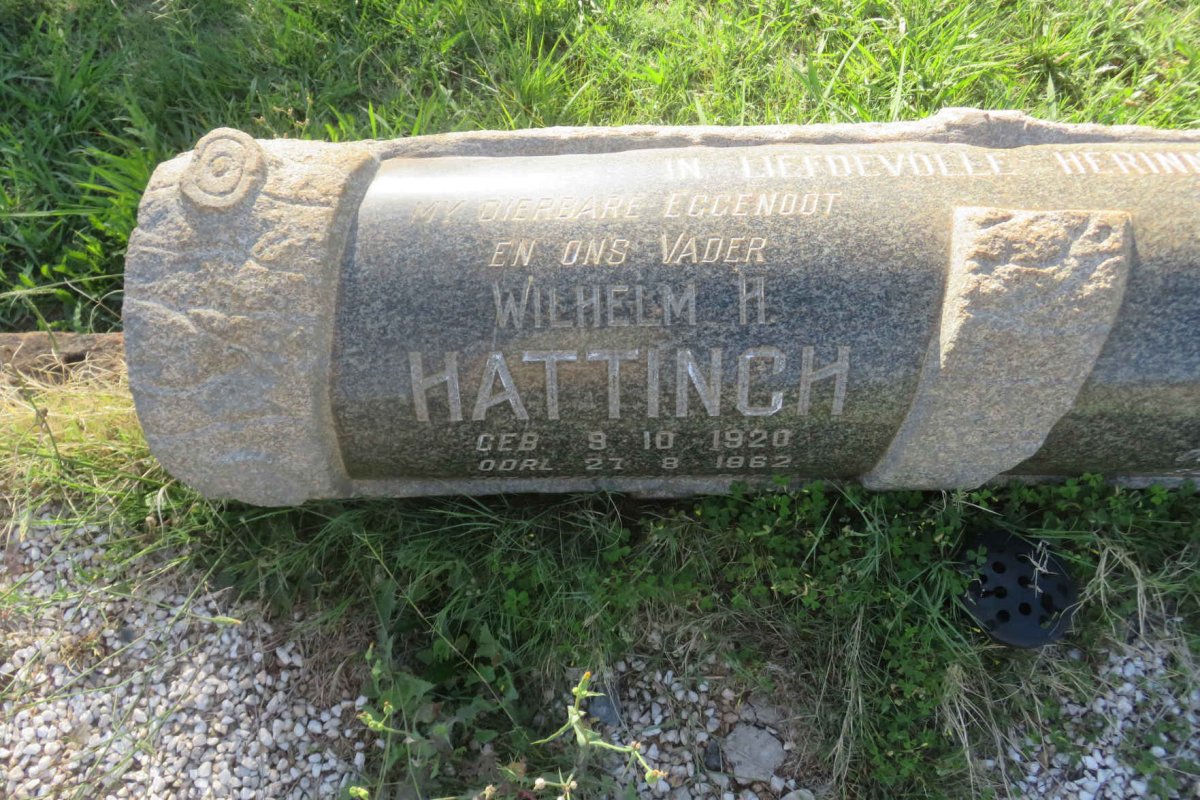 IN LIEFDEVOLLE HERINN
MY DIERBARE EGGENOOT
EN ONS VADER
WILHELM H.
HATTINGH
GEB 9 10 1920
OORL 27 8 1962